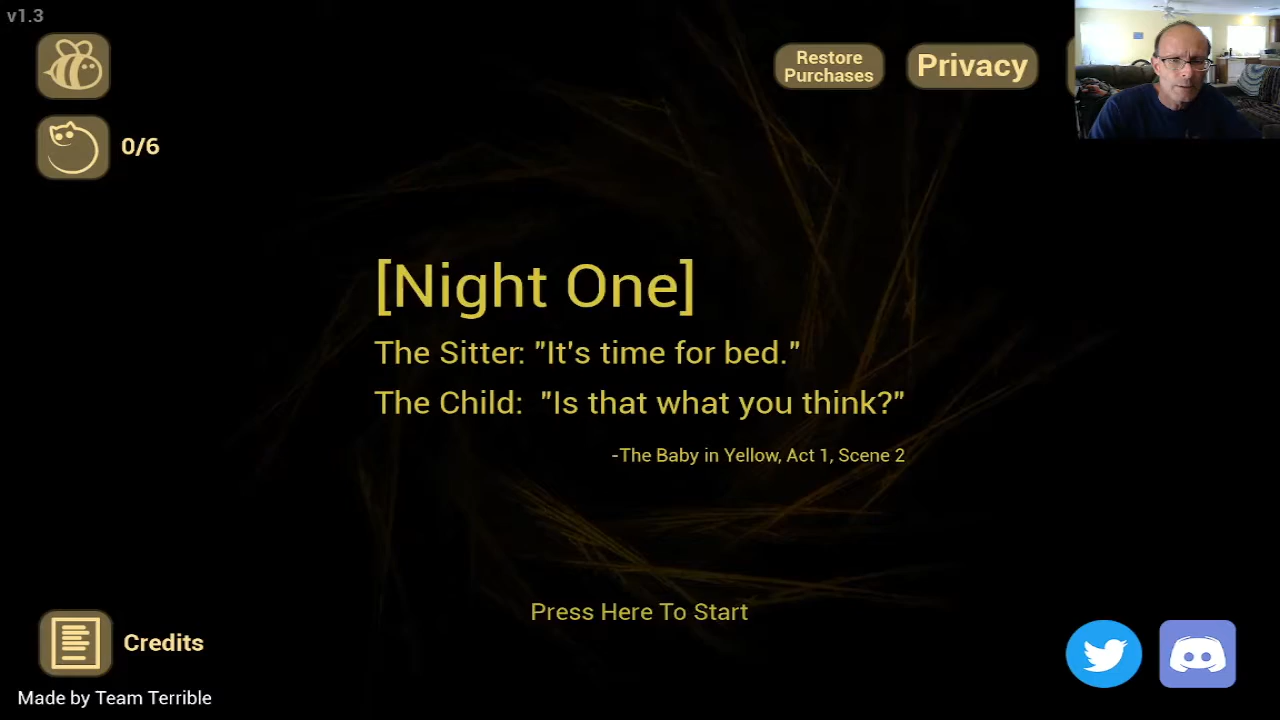 v1.3
Restore
Purchases
Privacy
0/6
[Night One]
The Sitter: "It's time for bed."
The Child: "Is that what you think?"
-The Baby in Yellow, Act 1, Scene 2
Press Here To Start
Credits
Made by Team Terrible